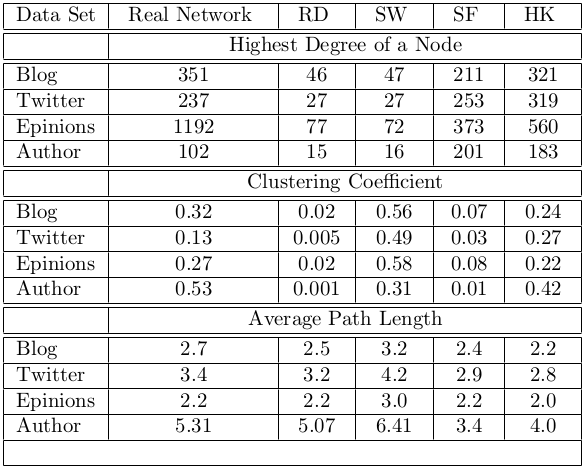 Data Set Real Network RD SW SF HK
Highest Degree of a Node
Blog 351 46 47 211 321
Twitter 237 27 27 253 319
Epinions 1192 77 72 373 560
Author 102 15 16 201 183
Clustering Coefficient
Blog 0.32 0.02 0.56 0.07 0.24
Twitter 0.13 0.005 0.49 0.03 0.27
Epinions 0.27 0.02 0.58 0.08 0.22
Author 0.53 0.001 0.31 0.01 0.42
Average Path Length
Blog 2.7 2.5 3.2 2.4 2.2
Twitter 3.4 3.2 4.2 2.9 2.8
Epinions 2.2 2.2 3.0 2.2 2.0
Author 5.31 5.07 6.41 3.4 4.0